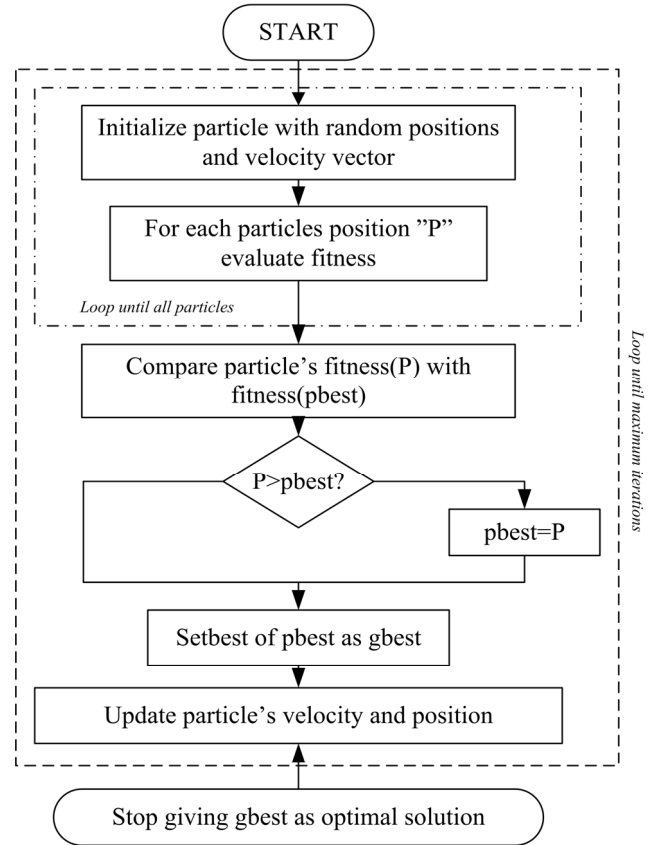 START
Initialize particle with random positions
and velocity vector
For each particles position ”P”
evaluate fitness
Loop until all particles
Compare particle’s fitness(P) with
fitness(pbest)
P>pbest?
pbest=P
Setbest of pbest as gbest
Update particle’s velocity and position
Stop giving gbest as optimal solution
Loop until maximum iterations